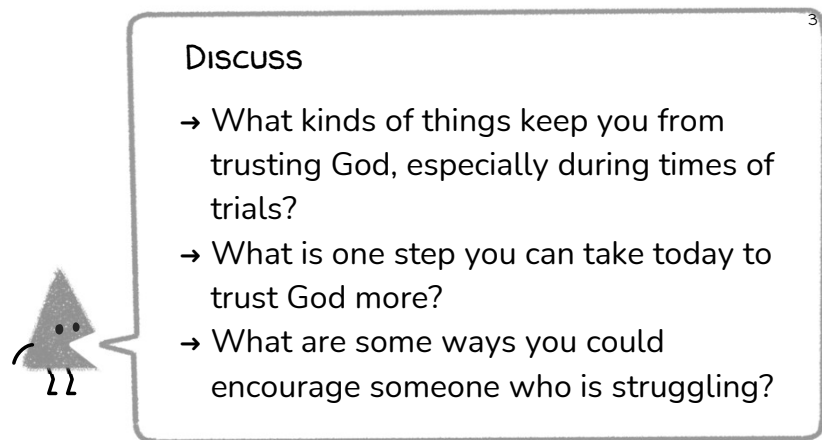 3
Discuss
→ What kinds of things keep you from
trusting God, especially during times of
trials?
→ What is one step you can take today to
trust God more?
→ What are some ways you could
encourage someone who is struggling?